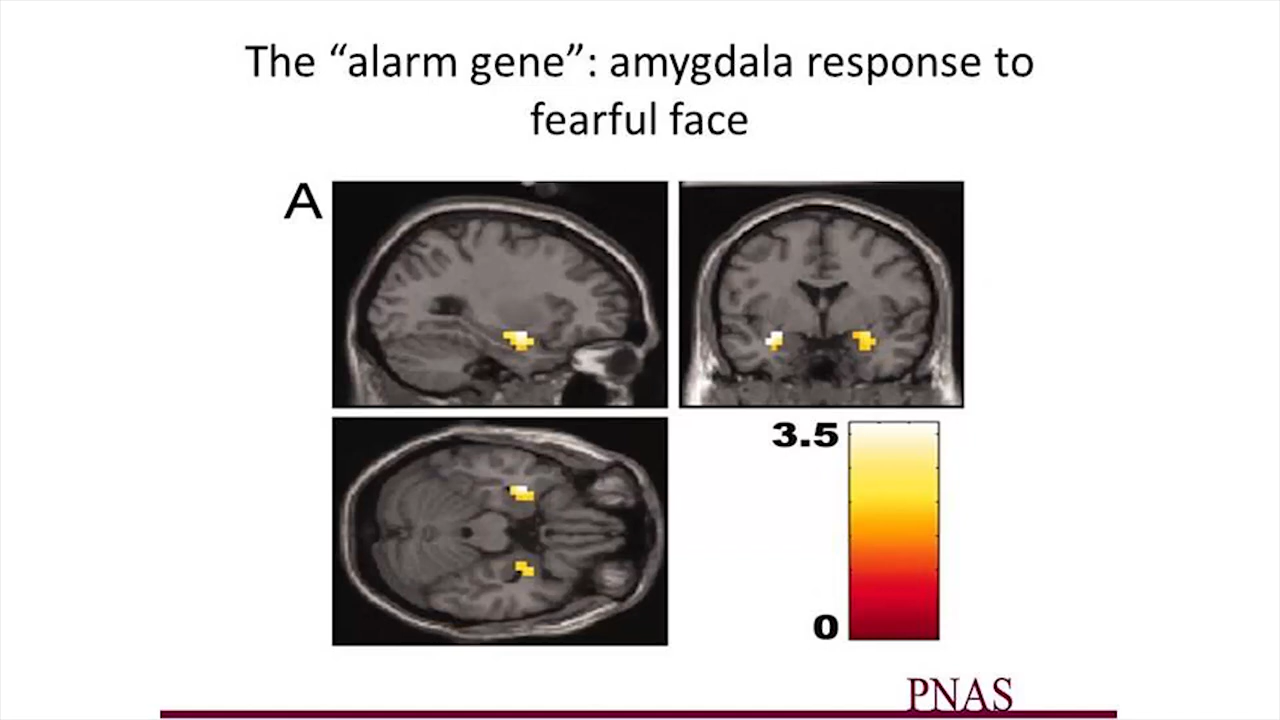 The “alarm gene”: amygdala response to
fearful face
A
3.5
0
PNAS